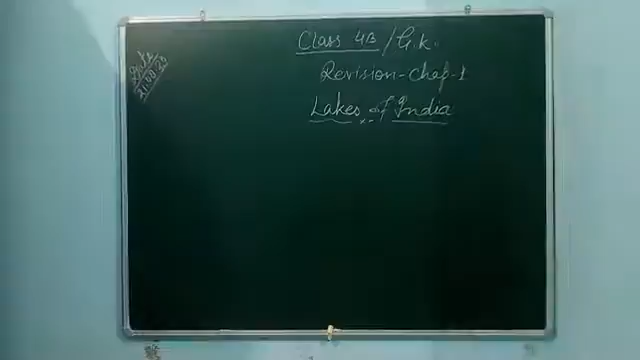 Class 4B / G.k.
Revision - Chap-1
Lakes of India